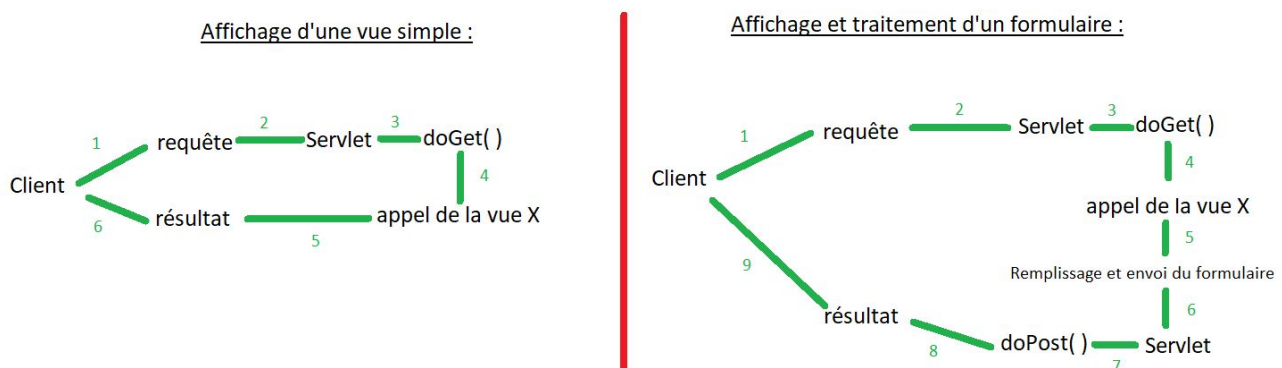 Affichage d'une vue simple :
1
2
3
requête
Servlet
doGet( )
Client
4
résultat
appel de la vue X
6
5
Affichage et traitement d'un formulaire :
1
2
3
requête
Servlet
doGet( )
Client
4
appel de la vue X
5
9
Remplissage et envoi du formulaire
6
résultat
8
doPost( )
7
Servlet